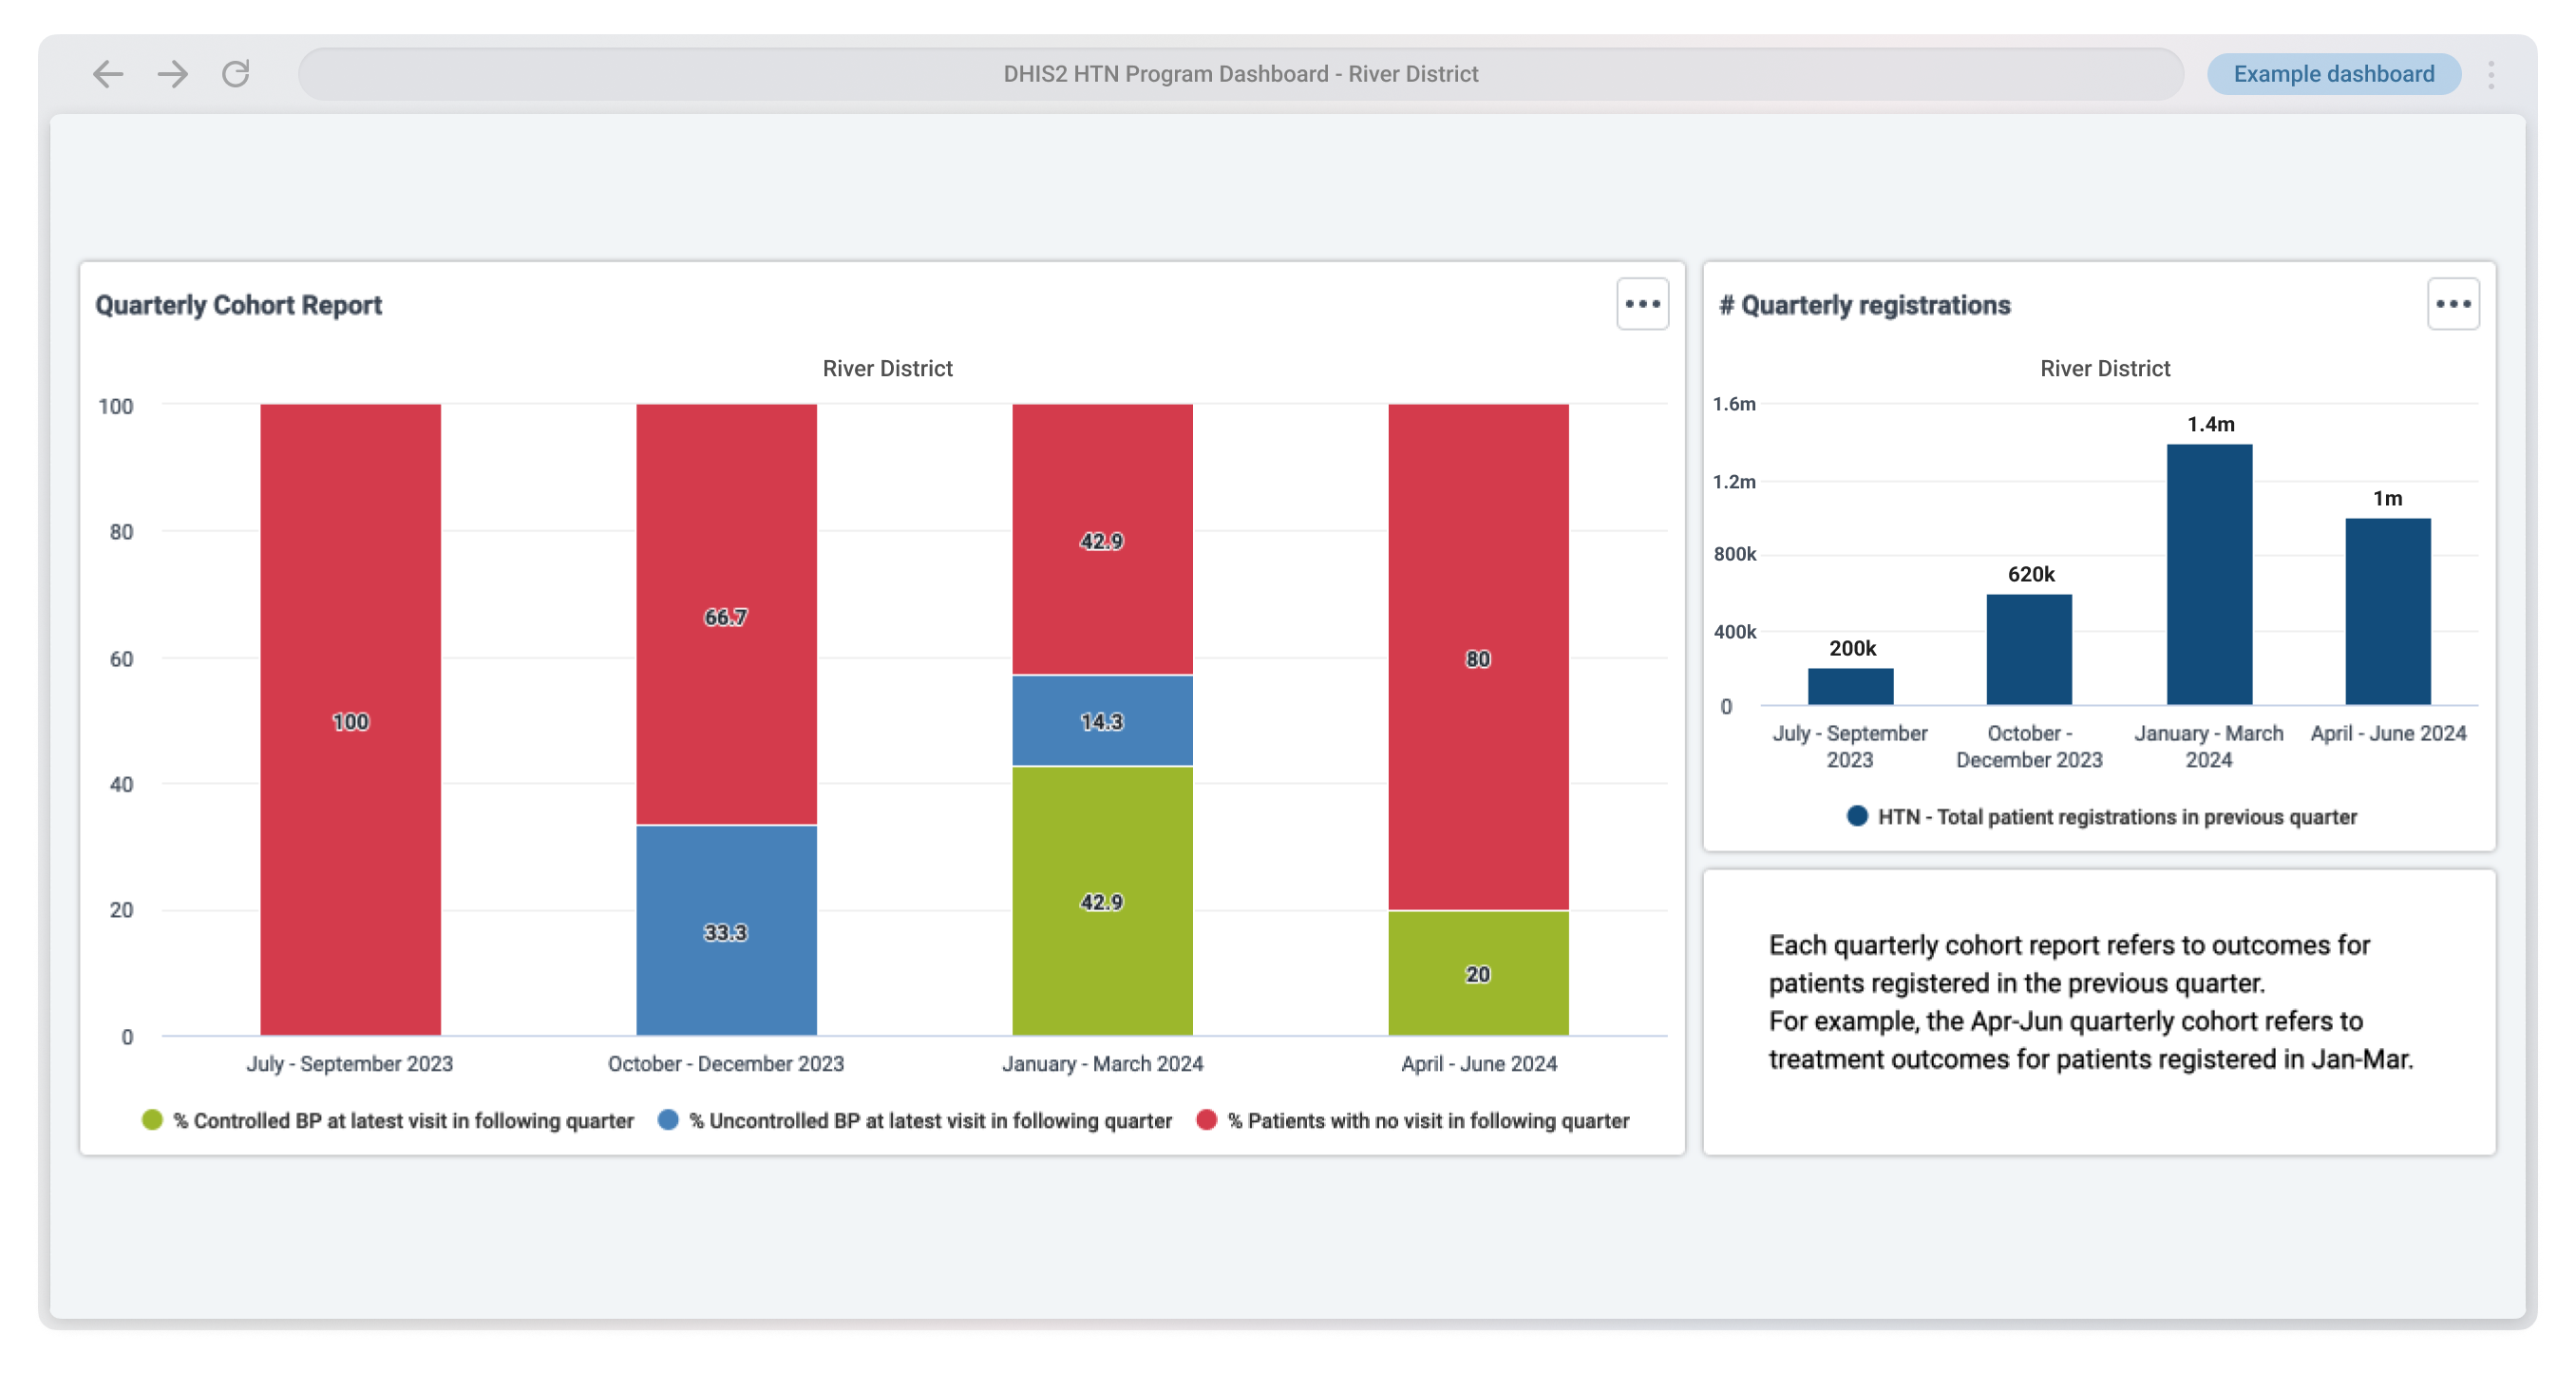 DHIS2 HTN Program Dashboard - River District
Example dashboard
Quarterly Cohort Report
River District
100
80
60
40
20
0
100
66.7
33.3
42.9
14.3
42.9
80
20
July - September 2023
October - December 2023
January - March 2024
April - June 2024
% Controlled BP at latest visit in following quarter
% Uncontrolled BP at latest visit in following quarter
% Patients with no visit in following quarter
# Quarterly registrations
River District
1.6m
1.2m
800k
400k
0
200k
620k
1.4m
1m
July - September
2023
October -
December 2023
January - March
2024
April - June 2024
HTN - Total patient registrations in previous quarter
Each quarterly cohort report refers to outcomes for
patients registered in the previous quarter.
For example, the Apr-Jun quarterly cohort refers to
treatment outcomes for patients registered in Jan-Mar.